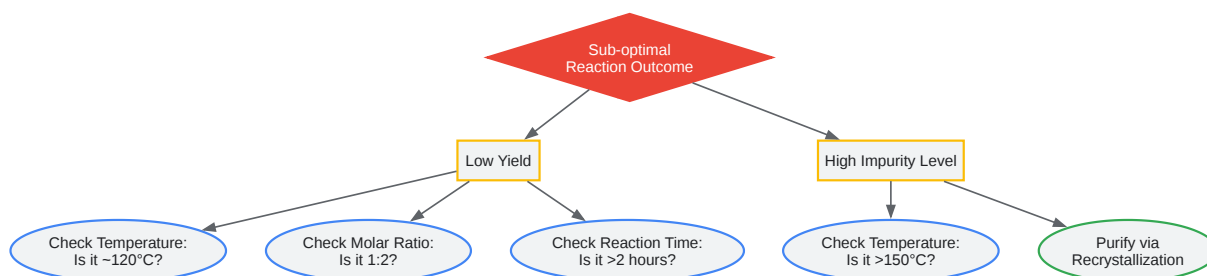 Sub-optimal
Reaction Outcome
Low Yield
High Impurity Level
Check Temperature:
Is it ~120°C?
Check Molar Ratio:
Is it 1:2?
Check Reaction Time:
Is it >2 hours?
Check Temperature:
Is it >150°C?
Purify via
Recrystallization